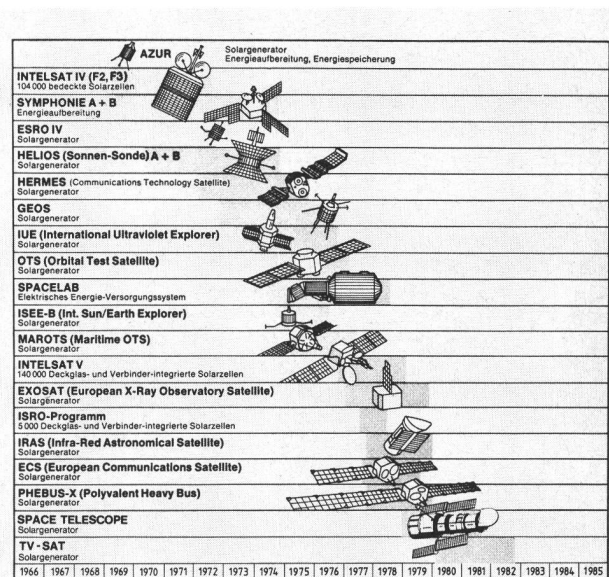 AZUR
Solargenerator
Energieaufbereitung, Energiespeicherung
INTELSAT IV (F2, F3)
104 000 bedeckte Solarzellen
SYMPHONIE A + B
Energieaufbereitung
ESRO IV
Solargenerator
HELIOS (Sonnen-Sonde) A + B
Solargenerator
HERMES (Communications Technology Satellite)
Solargenerator
GEOS
Solargenerator
IUE (International Ultraviolet Explorer)
Solargenerator
OTS (Orbital Test Satellite)
Solargenerator
SPACELAB
Elektrisches Energie-Versorgungssystem
ISEE-B (Int. Sun/Earth Explorer)
Solargenerator
MAROTS (Maritime OTS)
Solargenerator
INTELSAT V
140 000 Deckglas- und Verbinder-integrierte Solarzellen
EXOSAT (European X-Ray Observatory Satellite)
Solargenerator
ISRO-Programm
5 000 Deckglas- und Verbinder-integrierte Solarzellen
IRAS (Infra-Red Astronomical Satellite)
Solargenerator
ECS (European Communications Satellite)
Solargenerator
PHEBUS-X (Polyvalent Heavy Bus)
Solargenerator
SPACE TELESCOPE
Solargenerator
TV-SAT
Solargenerator
1966 1967 1968 1969 1970 1971 1972 1973 1974 1975 1976 1977 1978 1979 1980 1981 1982 1983 1984 1985